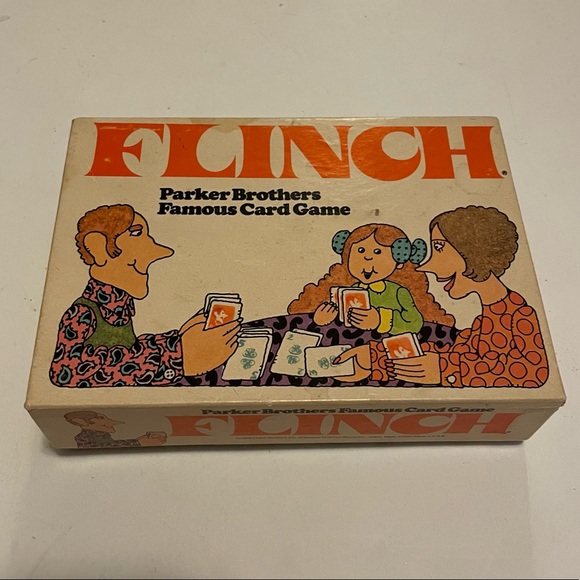 FLINCH
Parker Brothers
Famous Card Game
Parker Brothers Famous Card Game
FLINCH